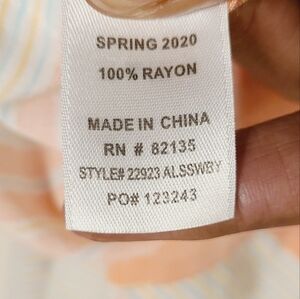 SPRING 2020
100% RAYON
MADE IN CHINA
RN # 82135
STYLE# 22923 ALSSWBY
PO# 123243